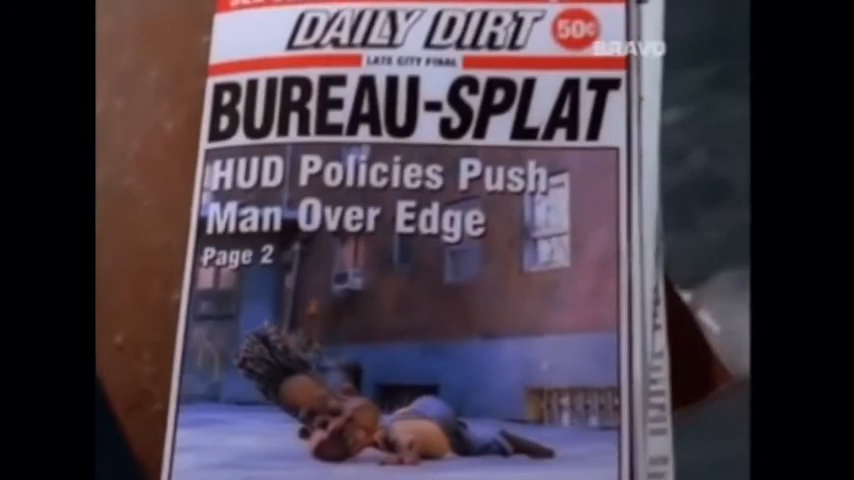 DAILY DIRT
50¢
BRAVO
LATE CITY FINAL
BUREAU-SPLAT
HUD Policies Push
Man Over Edge
Page 2